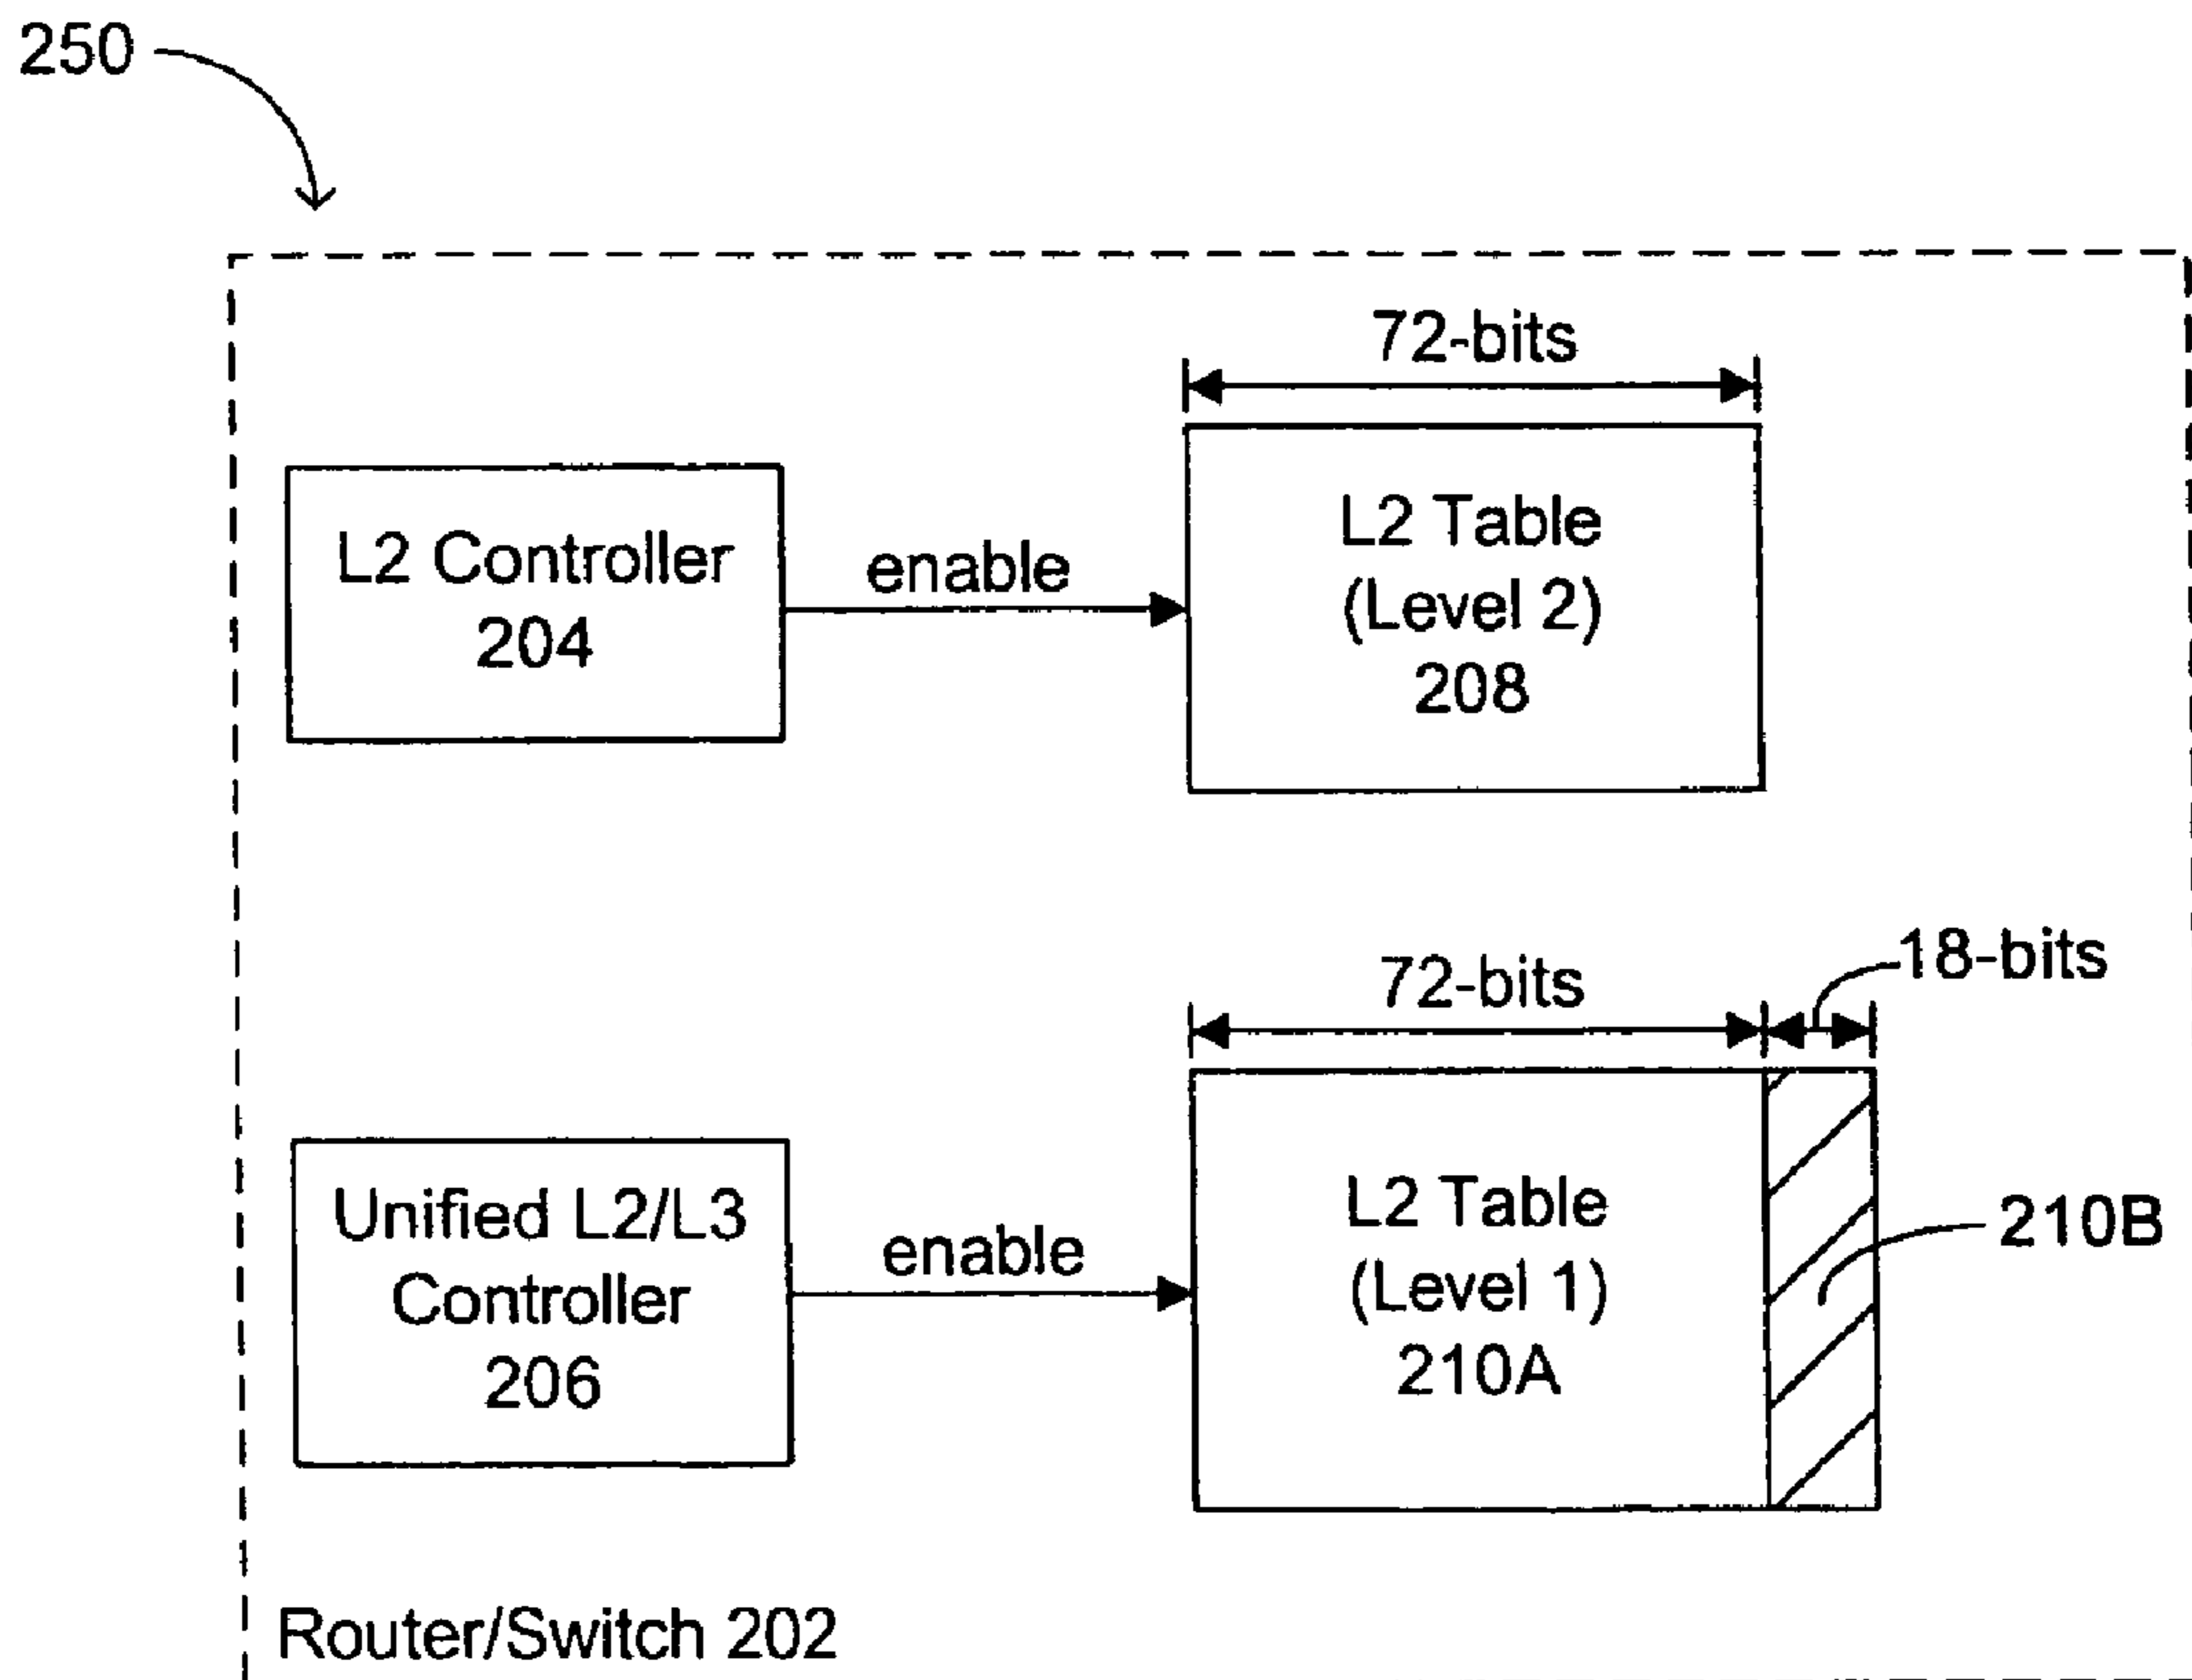 250
72-bits
L2 Controller
204
enable
L2 Table
(Level 2)
208
72-bits
18-bits
Unified L2/L3
Controller
206
enable
L2 Table
(Level 1)
210A
210B
Router/Switch 202